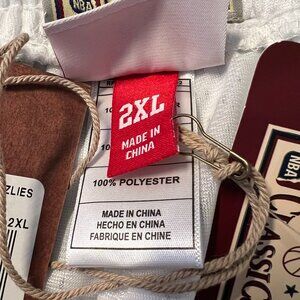 NBA
2XL
MADE IN
CHINA
100% POLYESTER
MADE IN CHINA
HECHO EN CHINA
FABRIQUE EN CHINE
ZLIES
2XL
NBA
CLASSIC